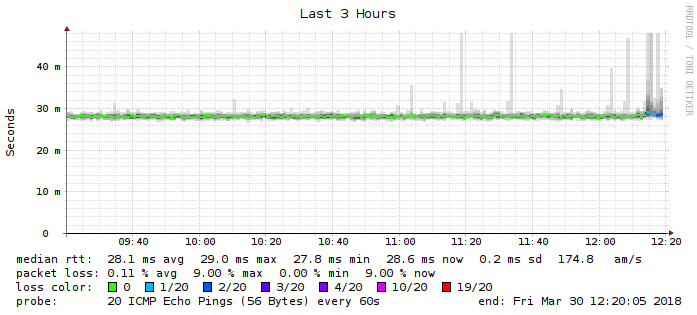 Last 3 Hours
RRDTOOL / TOBI OETIKER
Seconds
40 m
30 m
20 m
10 m
0
09:40 10:00 10:20 10:40 11:00 11:20 11:40 12:00 12:20
median rtt: 28.1 ms avg 29.0 ms max 27.8 ms min 28.6 ms now 0.2 ms sd 174.8 am/s
packet loss: 0.11 % avg 9.00 % max 0.00 % min 9.00 % now
loss color: 0 1/20 2/20 3/20 4/20 10/20 19/20
probe: 20 ICMP Echo Pings (56 Bytes) every 60s end: Fri Mar 30 12:20:05 2018